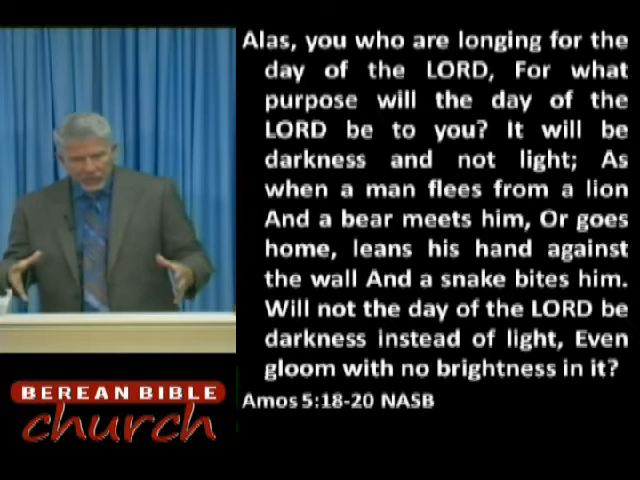 Alas, you who are longing for the
day of the LORD, For what
purpose will the day of the
LORD be to you? It will be
darkness and not light; As
when a man flees from a lion
And a bear meets him, Or goes
home, leans his hand against
the wall And a snake bites him.
Will not the day of the LORD be
darkness instead of light, Even
gloom with no brightness in it?
Amos 5:18-20 NASB
BEREAN BIBLE
church